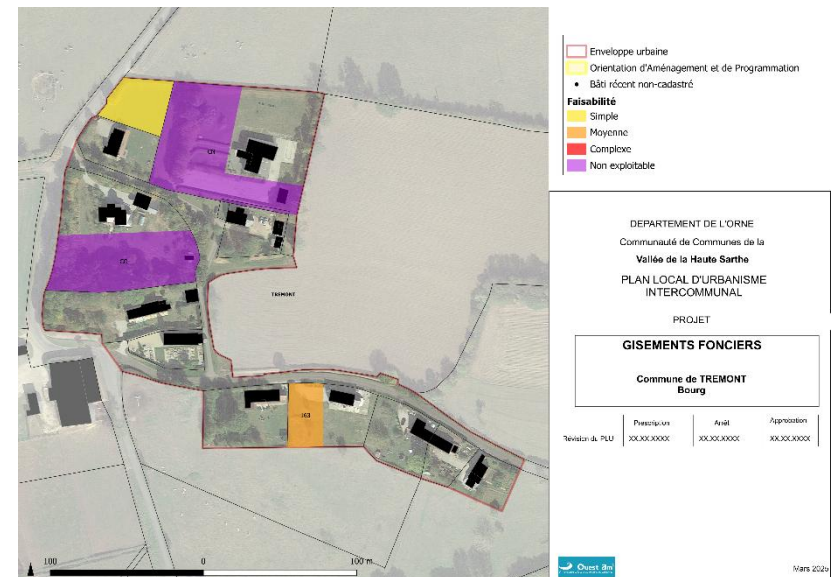 Enveloppe urbaine
Orientation d'Aménagement et de Programmation
Bâti récent non-cadastré
Faisabilité
Simple
Moyenne
Complexe
Non exploitable
DEPARTEMENT DE L'ORNE
Communauté de Communes de la
Vallée de la Haute Sarthe
PLAN LOCAL D'URBANISME
INTERCOMMUNAL
PROJET
GISEMENTS FONCIERS
Commune de TREMONT
Bourg
Prescription Arrêt Approbation
Révision du PLU XX.XX.XXXX XX.XX.XXXX XX.XX.XXXX
TREMONT
163
100 0 100 m
Ouest Am'
Mars 2025